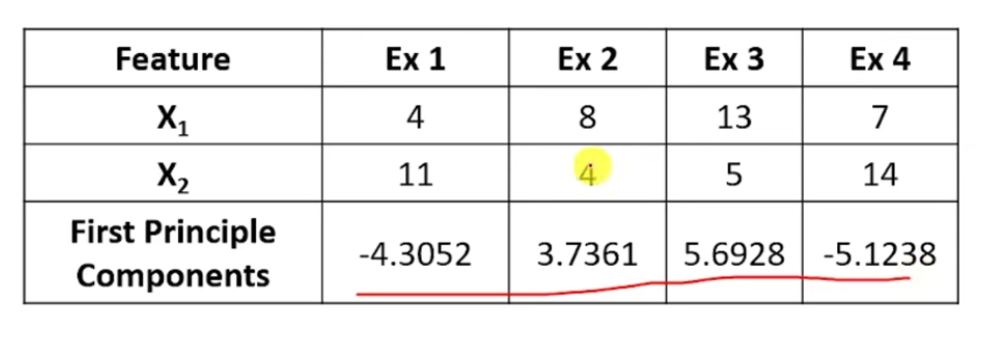 Feature Ex 1 Ex 2 Ex 3 Ex 4
X₁ 4 8 13 7
X₂ 11 4 5 14
First Principle
Components -4.3052 3.7361 5.6928 -5.1238